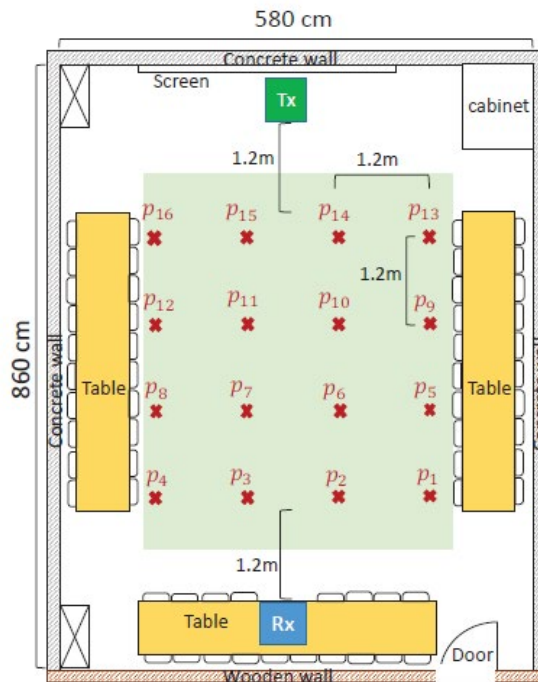 580 cm
Concrete wall
Screen
Tx
cabinet
1.2m
1.2m
p₁₆
p₁₅
p₁₄
p₁₃
1.2m
p₁₂
p₁₁
p₁₀
p₉
860 cm
Concrete wall
Table
Table
p₈
p₇
p₆
p₅
p₄
p₃
p₂
p₁
1.2m
Table
Rx
Door
Wooden wall